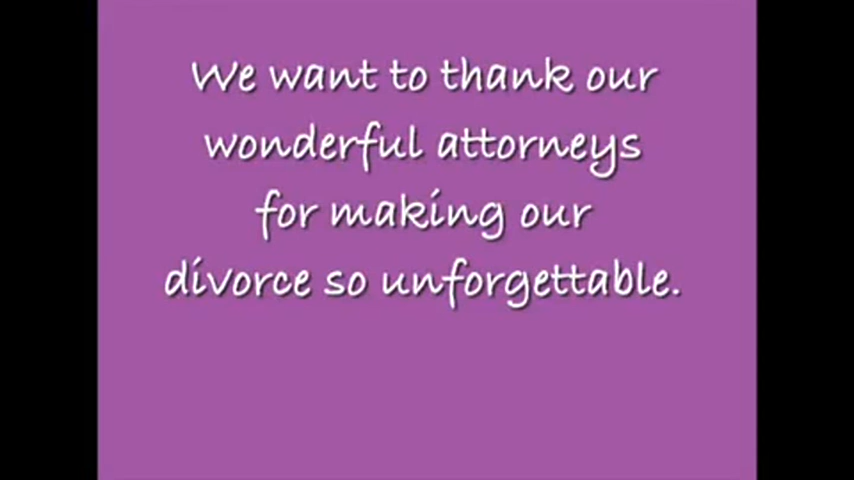 We want to thank our
wonderful attorneys
for making our
divorce so unforgettable.